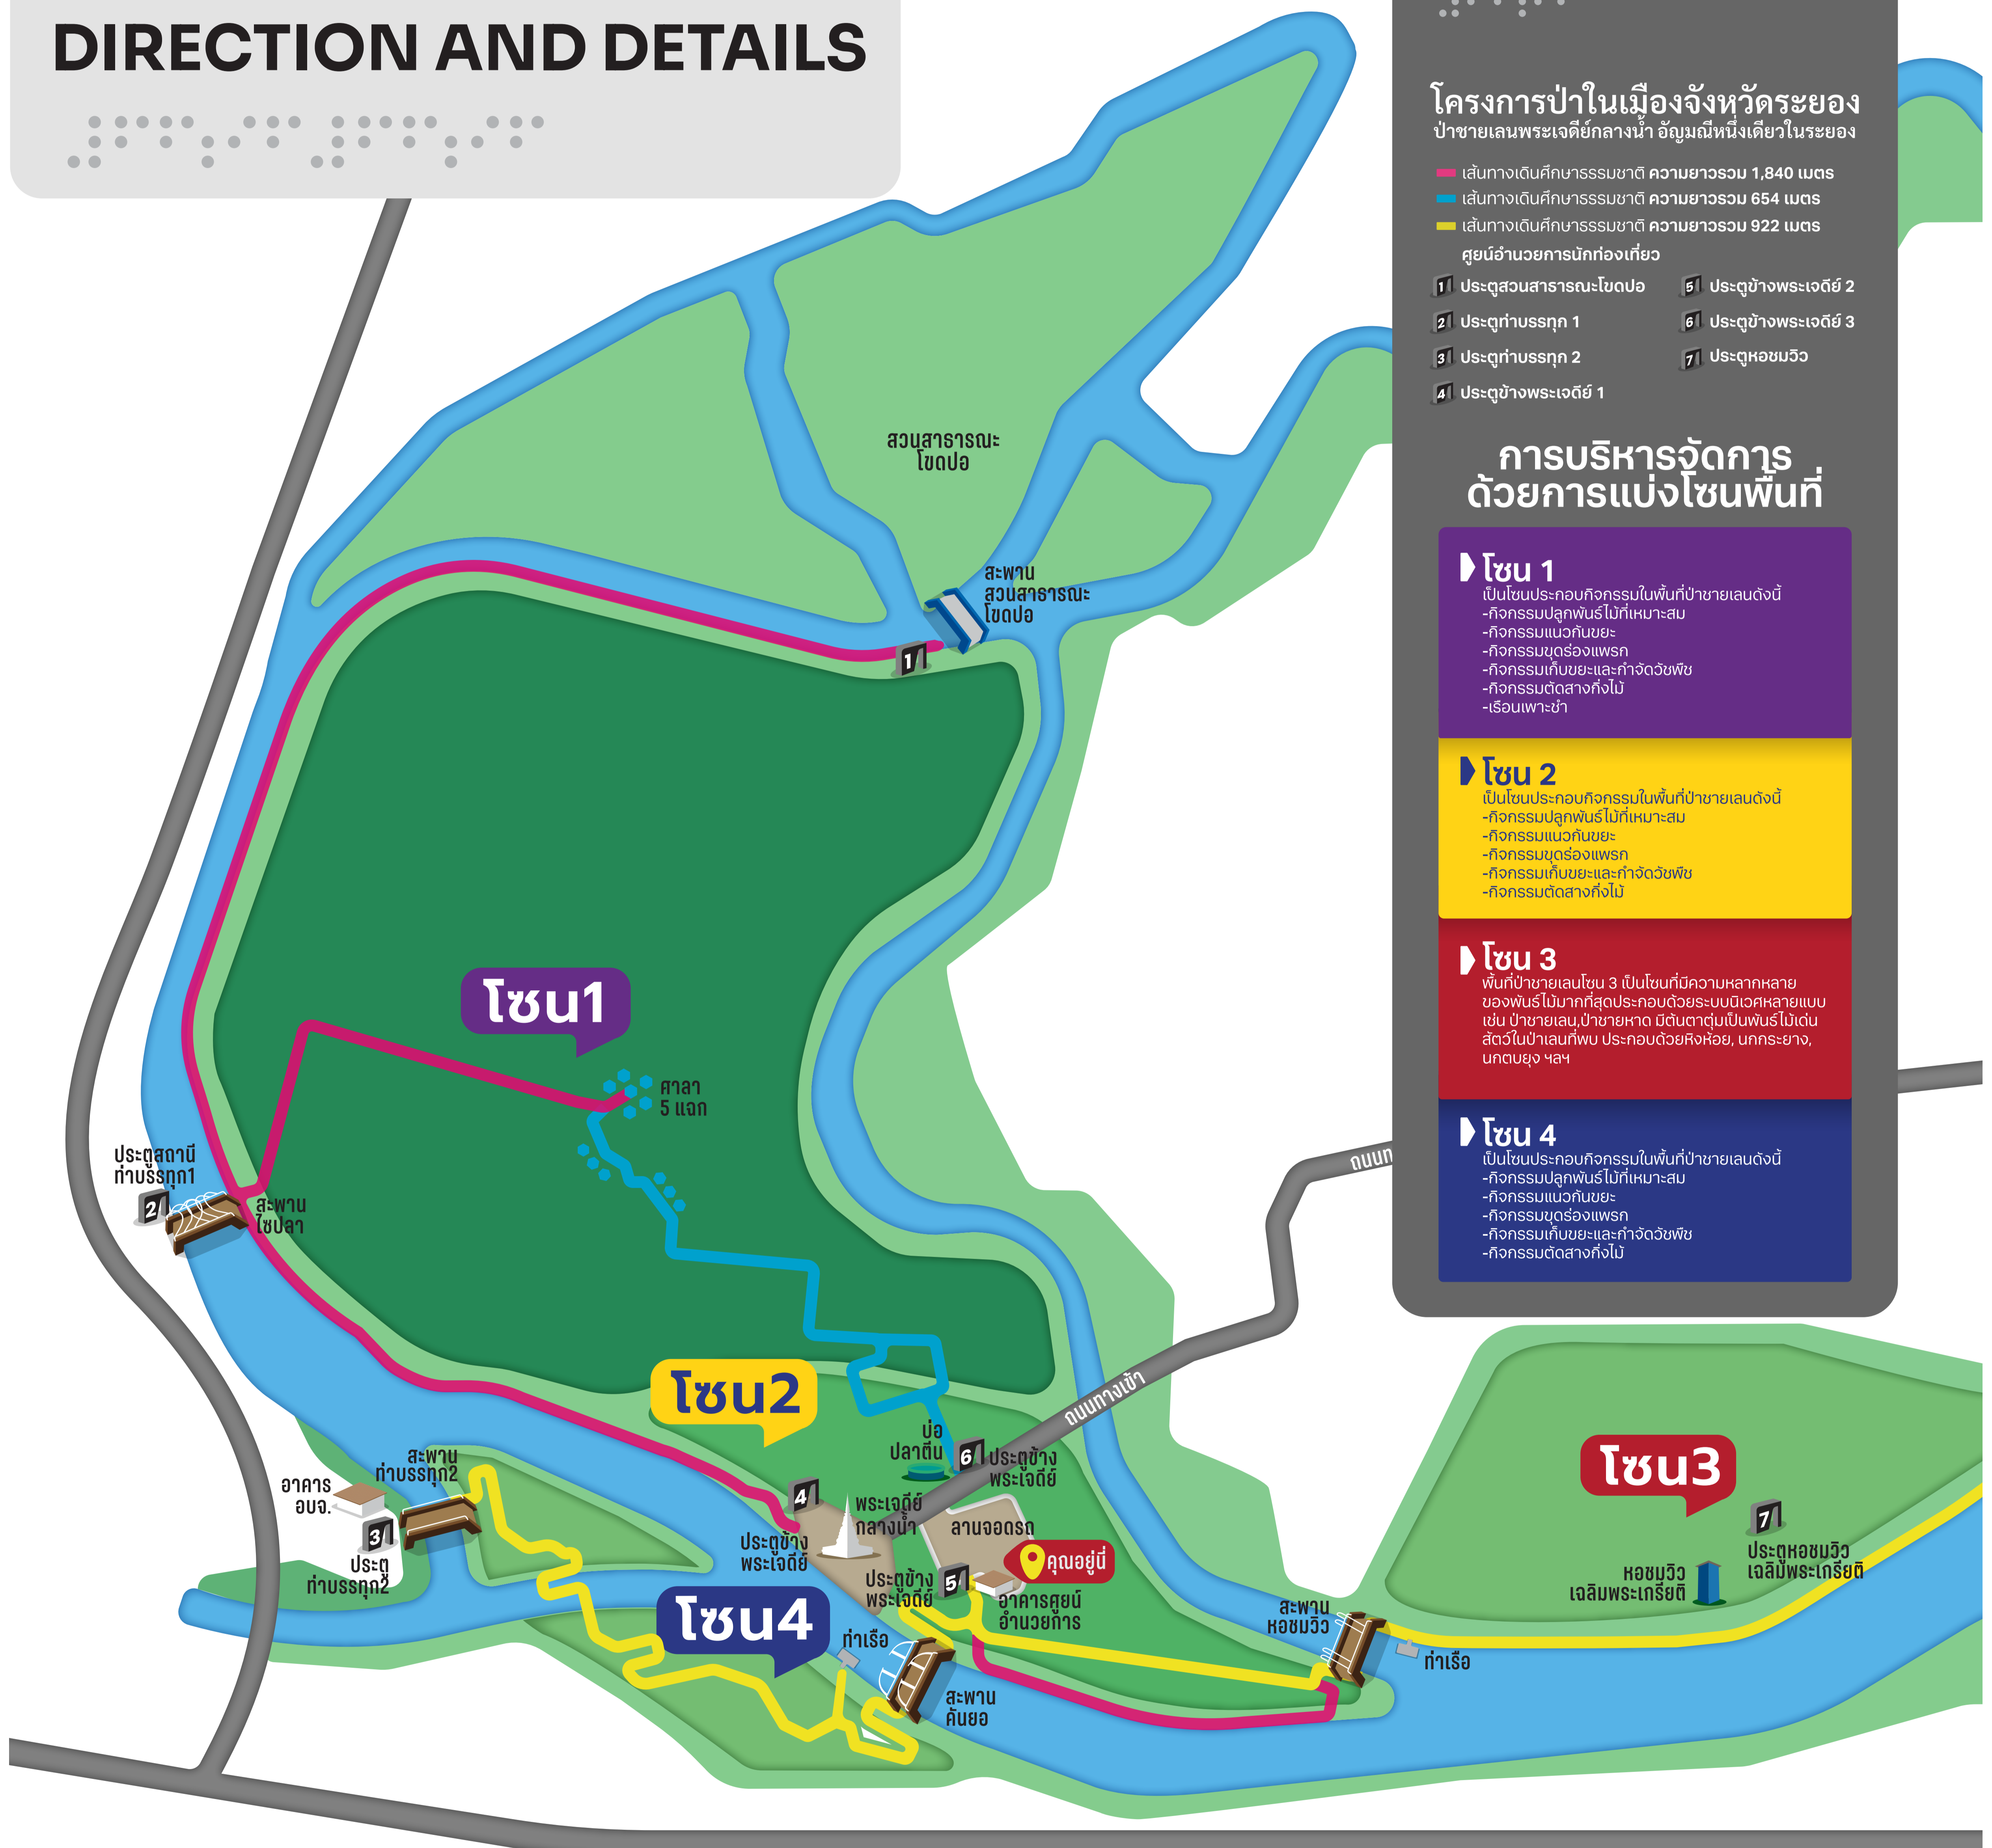 DIRECTION AND DETAILS
โครงการป่าในเมืองจังหวัดระยอง
ป่าชายเลนพระเจดีย์กลางน้ำ อัญมณีหนึ่งเดียวในระยอง
เส้นทางเดินศึกษาธรรมชาติ ความยาวรวม 1,840 เมตร
เส้นทางเดินศึกษาธรรมชาติ ความยาวรวม 654 เมตร
เส้นทางเดินศึกษาธรรมชาติ ความยาวรวม 922 เมตร
ศูยน์อำนวยการนักท่องเที่ยว
1 ประตูสวนสาธารณะโขดปอ
2 ประตูท่าบรรทุก 1
3 ประตูท่าบรรทุก 2
4 ประตูข้างพระเจดีย์ 1
5 ประตูข้างพระเจดีย์ 2
6 ประตูข้างพระเจดีย์ 3
7 ประตูหอชมวิว
การบริหารจัดการ
ด้วยการแบ่งโซนพื้นที่
โซน 1
เป็นโซนประกอบกิจกรรมในพื้นที่ป่าชายเลนดังนี้
-กิจกรรมปลูกพันธ์ไม้ที่เหมาะสม
-กิจกรรมแนวกันขยะ
-กิจกรรมขุดร่องแพรก
-กิจกรรมเก็บขยะและกำจัดวัชพืช
-กิจกรรมตัดสางกิ่งไม้
-เรือนเพาะชำ
โซน 2
เป็นโซนประกอบกิจกรรมในพื้นที่ป่าชายเลนดังนี้
-กิจกรรมปลูกพันธ์ไม้ที่เหมาะสม
-กิจกรรมแนวกันขยะ
-กิจกรรมขุดร่องแพรก
-กิจกรรมเก็บขยะและกำจัดวัชพืช
-กิจกรรมตัดสางกิ่งไม้
โซน 3
พื้นที่ป่าชายเลนโซน 3 เป็นโซนที่มีความหลากหลาย
ของพันธ์ไม้มากที่สุดประกอบด้วยระบบนิเวศหลายแบบ
เช่น ป่าชายเลน,ป่าชายหาด มีต้นตาตุ่มเป็นพันธ์ไม้เด่น
สัตว์ในป่าเลนที่พบ ประกอบด้วยหิงห้อย, นกกระยาง,
นกตบยุง ฯลฯ
โซน 4
เป็นโซนประกอบกิจกรรมในพื้นที่ป่าชายเลนดังนี้
-กิจกรรมปลูกพันธ์ไม้ที่เหมาะสม
-กิจกรรมแนวกันขยะ
-กิจกรรมขุดร่องแพรก
-กิจกรรมเก็บขยะและกำจัดวัชพืช
-กิจกรรมตัดสางกิ่งไม้
สวนสาธารณะ
โขดปอ
สะพาน
สวนสาธารณะ
โขดปอ
1
โซน1
ศาลา
5 แฉก
ประตูสถานี
ท่าบรรทุก1
2
สะพาน
ไซปลา
ถนนท
ถนนทางเข้า
โซน2
บ่อ
ปลาตีน
6
ประตูข้าง
พระเจดีย์
สะพาน
ท่าบรรทุก2
อาคาร
อบจ.
3
ประตู
ท่าบรรทุก2
4
ประตูข้าง
พระเจดีย์
พระเจดีย์
กลางน้ำ
ลานจอดรถ
คุณอยู่นี่
ประตูข้าง
พระเจดีย์
5
อาคารศูยน์
อำนวยการ
โซน3
7
ประตูหอชมวิว
เฉลิมพระเกรียติ
หอชมวิว
เฉลิมพระเกรียติ
สะพาน
หอชมวิว
ท่าเรือ
โซน4
ท่าเรือ
สะพาน
คันยอ